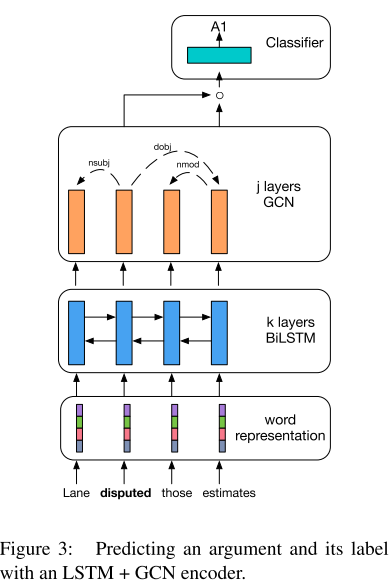 A1
Classifier
dobj
nsubj
nmod
j layers
GCN
k layers
BiLSTM
word
representation
Lane disputed those estimates
Figure 3: Predicting an argument and its label
with an LSTM + GCN encoder.